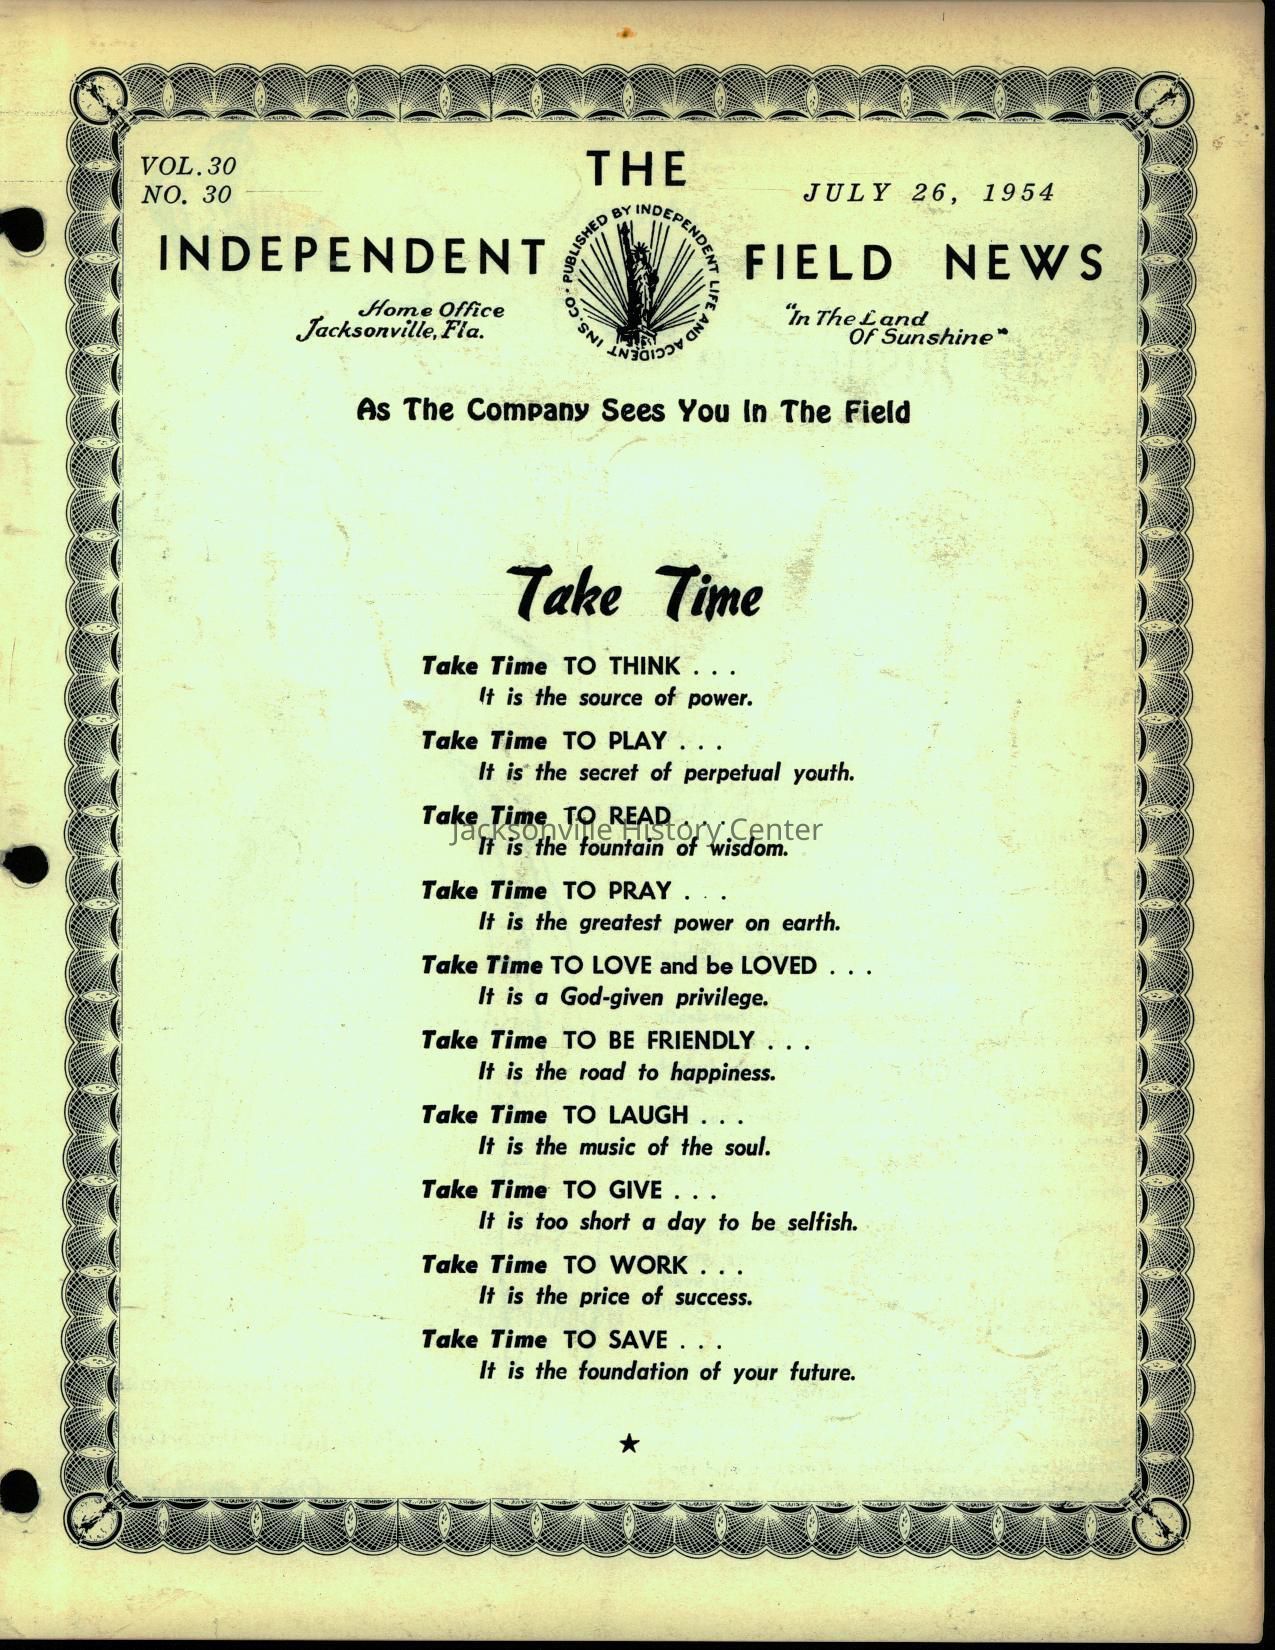 VOL.30
NO. 30
THE
JULY 26, 1954
INDEPENDENT FIELD NEWS
PUBLISHED BY INDEPENDENT LIFE AND ACCIDENT INS. CO.
Home Office
Jacksonville, Fla.
"In The Land
Of Sunshine"
As The Company Sees You In The Field
Take Time
Take Time TO THINK . . .
It is the source of power.
Take Time TO PLAY . . .
It is the secret of perpetual youth.
Take Time TO READ . . .
Jacksonville History Center
It is the fountain of wisdom.
Take Time TO PRAY . . .
It is the greatest power on earth.
Take Time TO LOVE and be LOVED . . .
It is a God-given privilege.
Take Time TO BE FRIENDLY . . .
It is the road to happiness.
Take Time TO LAUGH . . .
It is the music of the soul.
Take Time TO GIVE . . .
It is too short a day to be selfish.
Take Time TO WORK . . .
It is the price of success.
Take Time TO SAVE . . .
It is the foundation of your future.